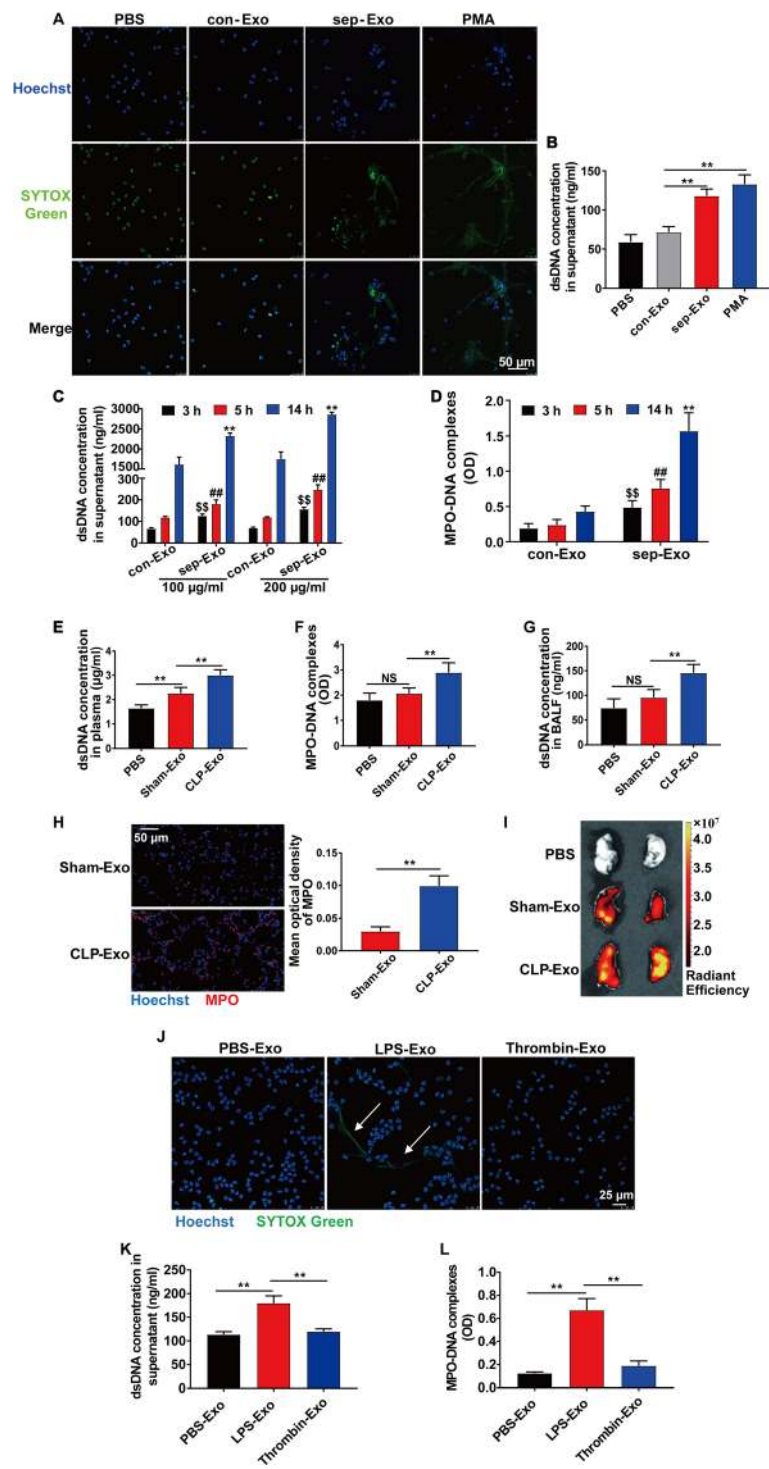 A
PBS
con-Exo
sep-Exo
PMA
Hoechst
SYTOX
Green
Merge
50 µm
B
dsDNA concentration
in supernatant (ng/ml)
150
100
50
0
**
**
PBS
con-Exo
sep-Exo
PMA
C
3 h
5 h
14 h
dsDNA concentration
in supernatant (ng/ml)
3000
2500
2000
1500
400
300
200
100
0
$$
##
**
$$
##
**
con-Exo
sep-Exo
con-Exo
sep-Exo
100 µg/ml
200 µg/ml
D
3 h
5 h
14 h
MPO-DNA complexes
(OD)
2.0
1.5
1.0
0.5
0.0
$$
##
**
con-Exo
sep-Exo
E
dsDNA concentration
in plasma (µg/ml)
4
3
2
1
0
**
**
PBS
Sham-Exo
CLP-Exo
F
MPO-DNA complexes
(OD)
4
3
2
1
0
NS
**
PBS
Sham-Exo
CLP-Exo
G
dsDNA concentration
in BALF (ng/ml)
200
150
100
50
0
NS
**
PBS
Sham-Exo
CLP-Exo
H
50 µm
Sham-Exo
CLP-Exo
Hoechst MPO
Mean optical density
of MPO
0.15
0.10
0.05
0.00
**
Sham-Exo
CLP-Exo
I
PBS
Sham-Exo
CLP-Exo
×10⁷
4.0
3.5
3.0
2.5
2.0
Radiant
Efficiency
J
PBS-Exo
LPS-Exo
Thrombin-Exo
25 µm
Hoechst SYTOX Green
K
dsDNA concentration in
supernatant (ng/ml)
250
200
150
100
50
0
**
**
PBS-Exo
LPS-Exo
Thrombin-Exo
L
MPO-DNA complexes
(OD)
1.0
0.8
0.6
0.4
0.2
0.0
**
**
PBS-Exo
LPS-Exo
Thrombin-Exo